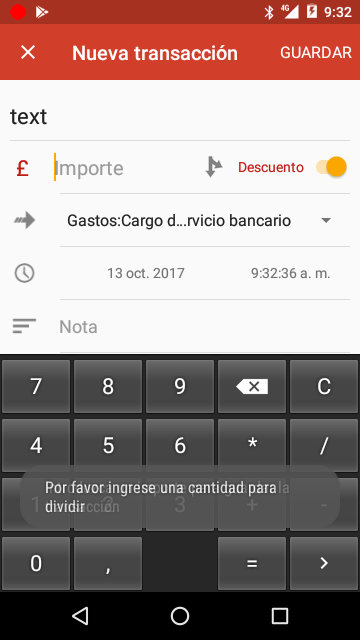 4G 9:32
Nueva transacción GUARDAR
text
£ Importe Descuento
Gastos:Cargo d...rvicio bancario
13 oct. 2017 9:32:36 a. m.
Nota
7 8 9 C
4 5 6 * /
Por favor ingrese una cantidad para
dividir
1 3 + -
0 , = >